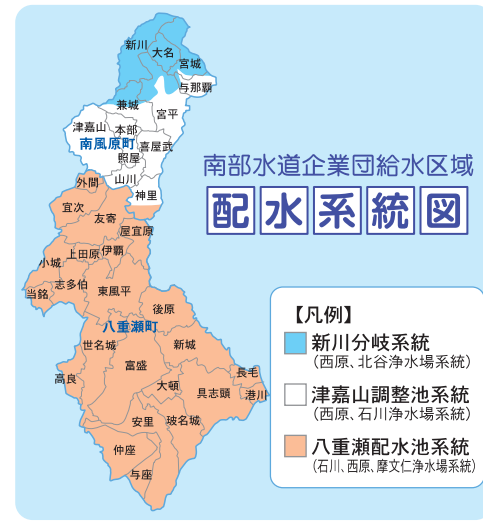 新川
大名
宮城
与那覇
兼城
宮平
津嘉山
本部
南風原町
喜屋武
照屋
山川
神里
南部水道企業団給水区域
配水系統図
外間
宜次
友寄
屋宜原
上田原
伊覇
小城
志多伯
当銘
東風平
後原
八重瀬町
世名城
新城
富盛
高良
大頓
長毛
具志頭
港川
安里
玻名城
仲座
与座
【凡例】
新川分岐系統
(西原、北谷浄水場系統)
津嘉山調整池系統
(西原、石川浄水場系統)
八重瀬配水池系統
(石川、西原、摩文仁浄水場系統)